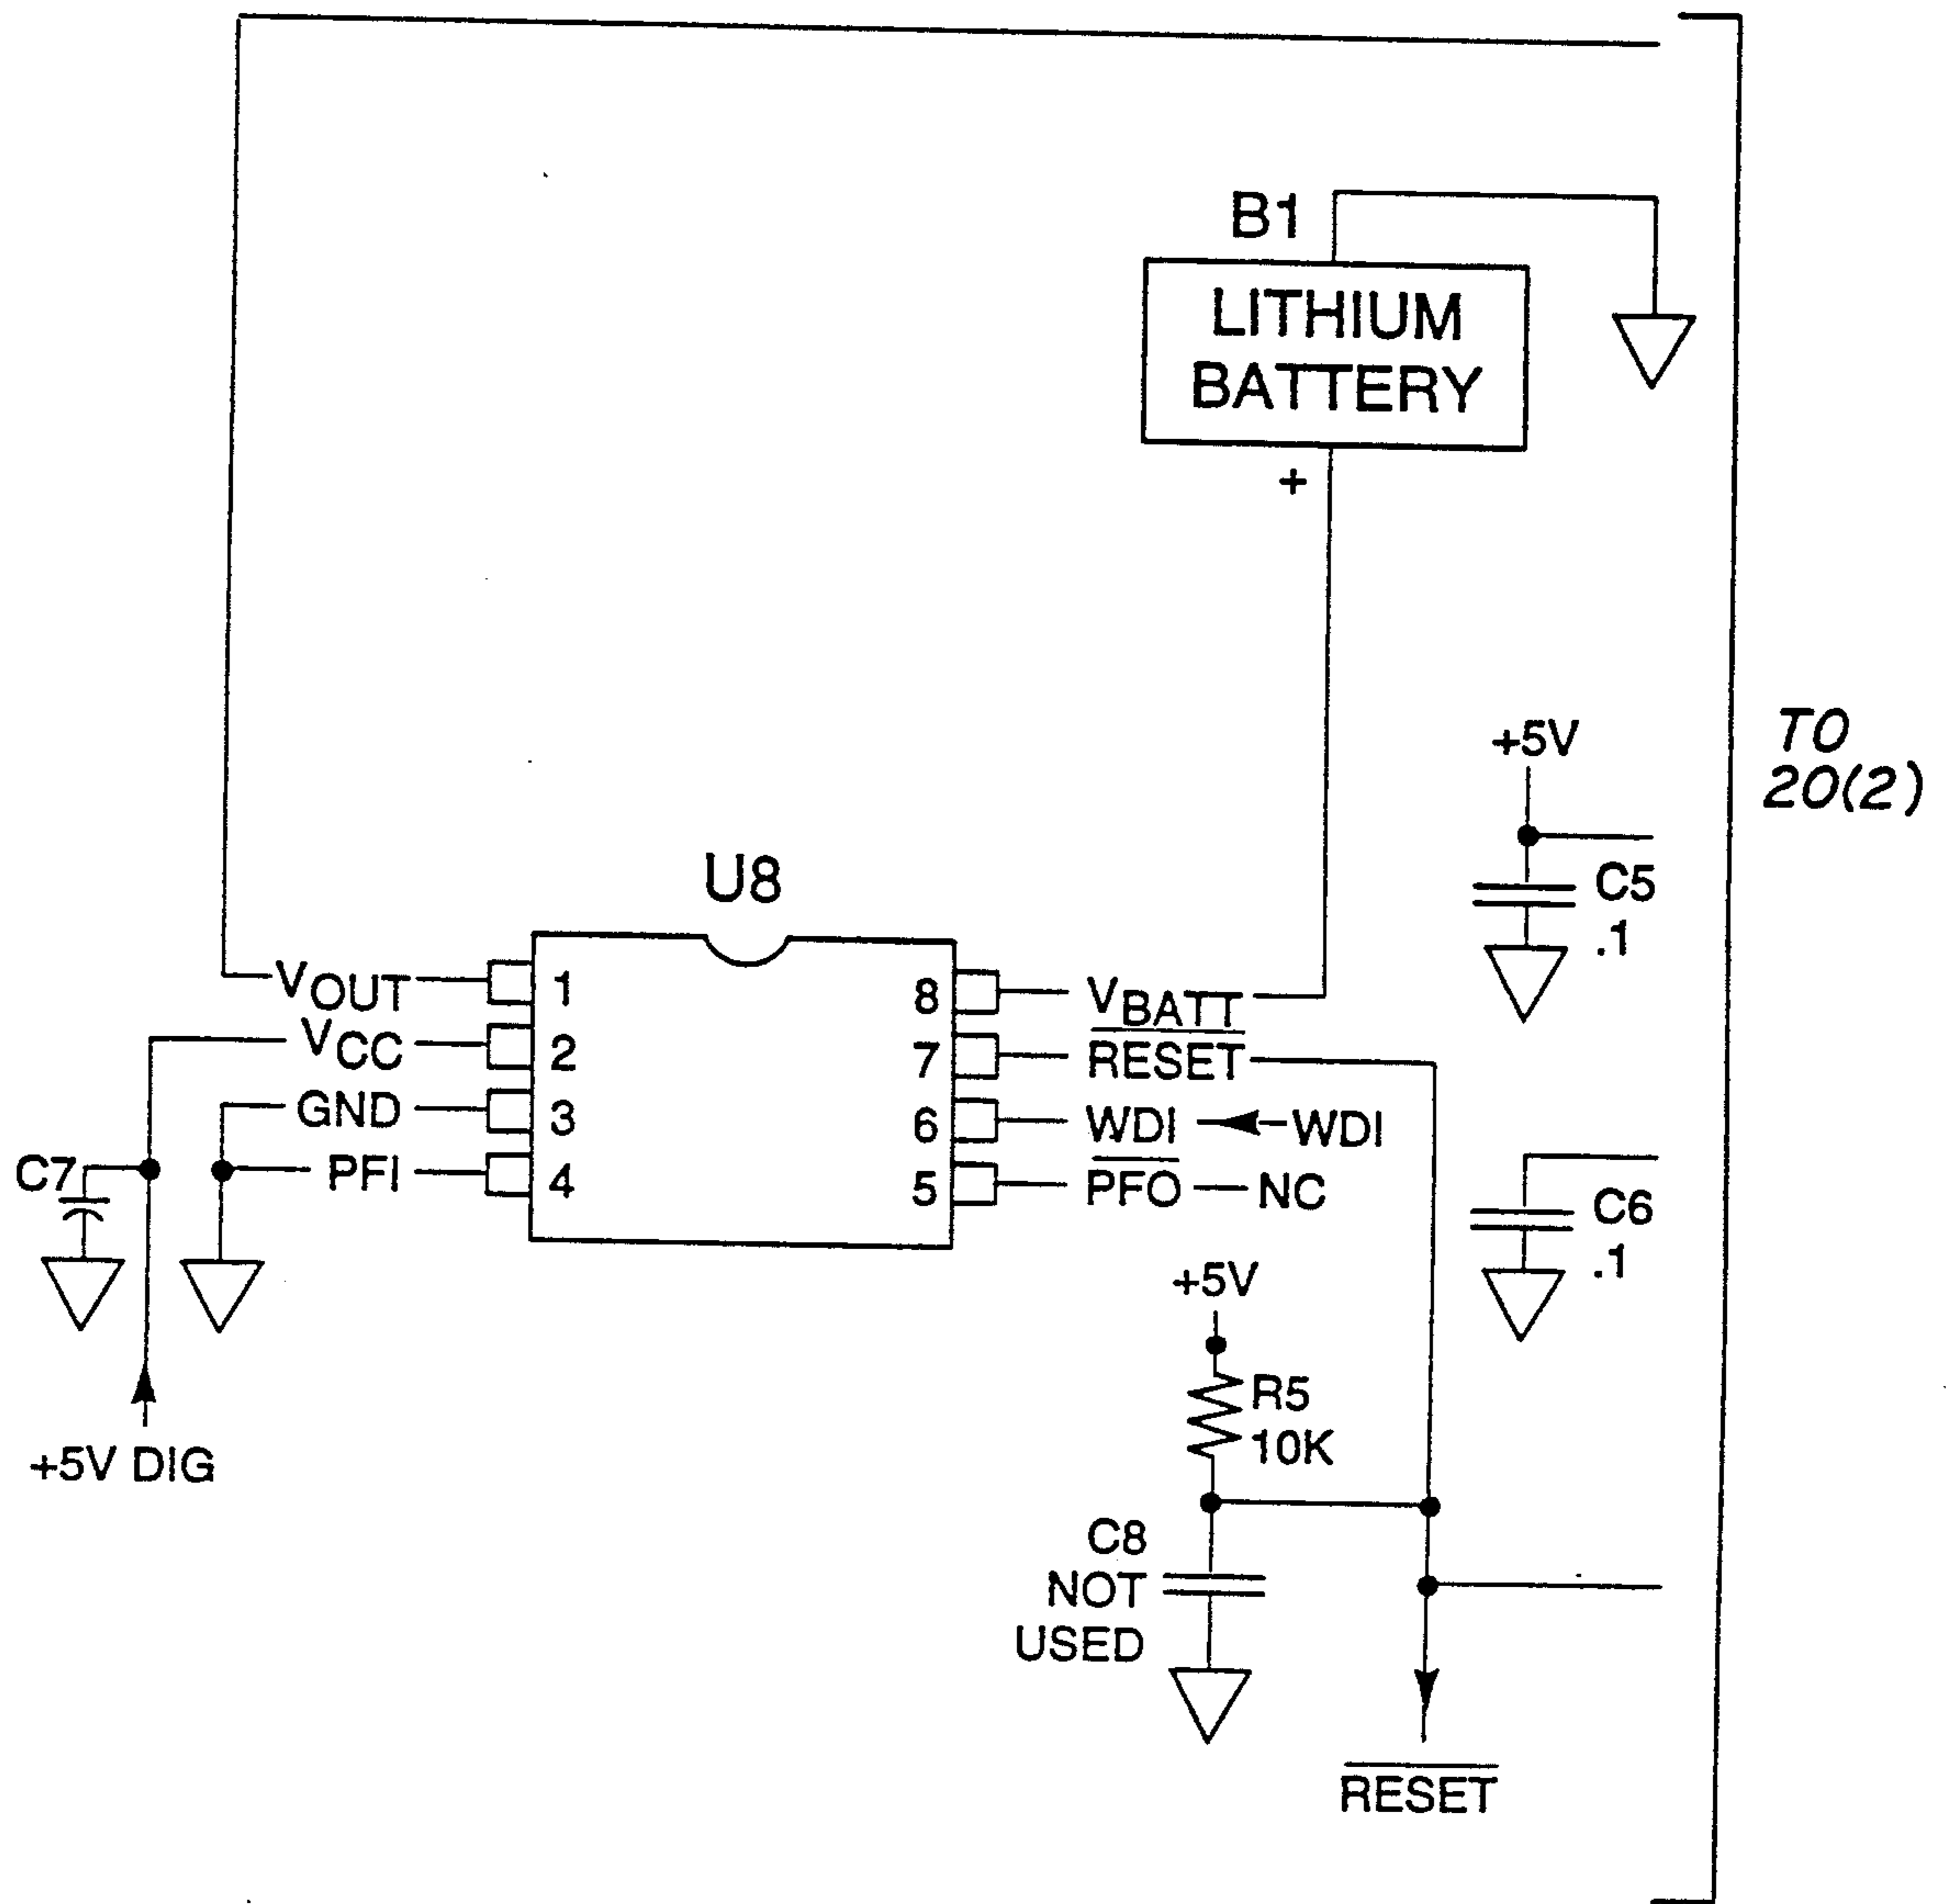 B1
LITHIUM
BATTERY
+
TO
20(2)
+5V
C5
.1
U8
VOUT
1
8
VBATT
VCC
2
7
RESET
GND
3
6
WDI
WDI
C7
PFI
4
5
PFO
NC
C6
.1
+5V
R5
10K
+5V DIG
C8
NOT
USED
RESET